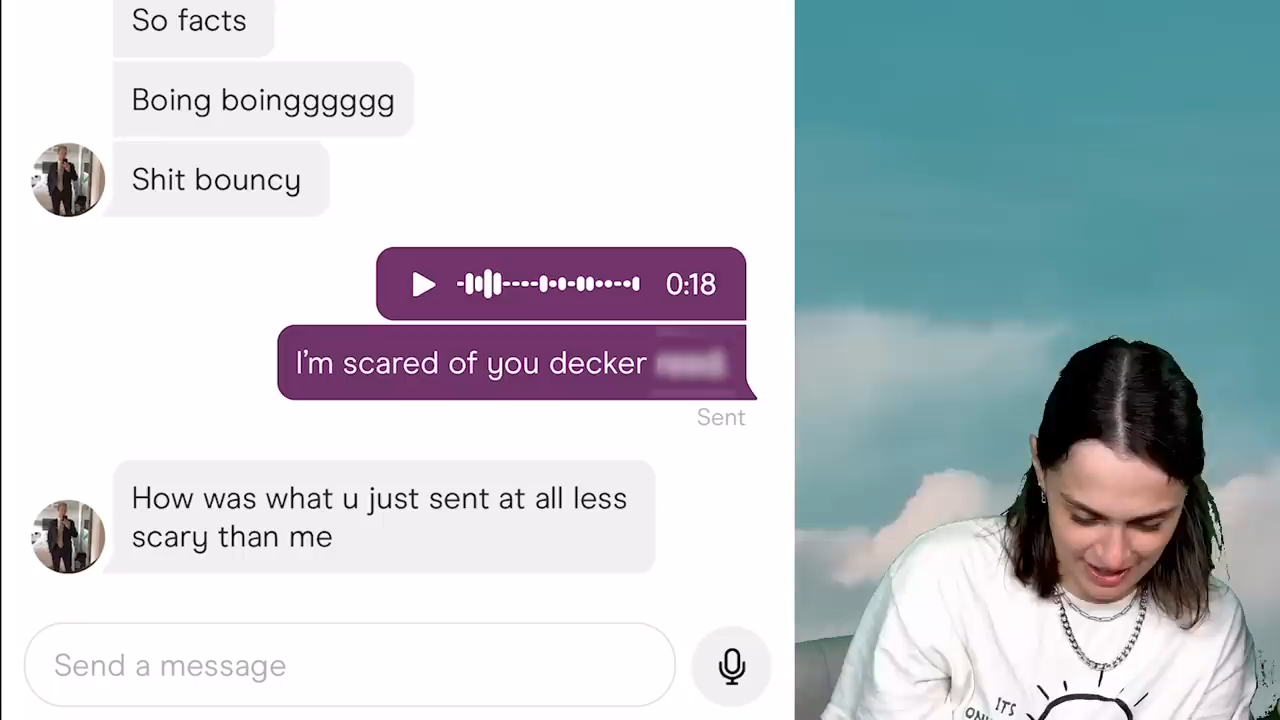 So facts
Boing boingggggg
Shit bouncy
0:18
I'm scared of you decker
Sent
How was what u just sent at all less
scary than me
Send a message
ITS